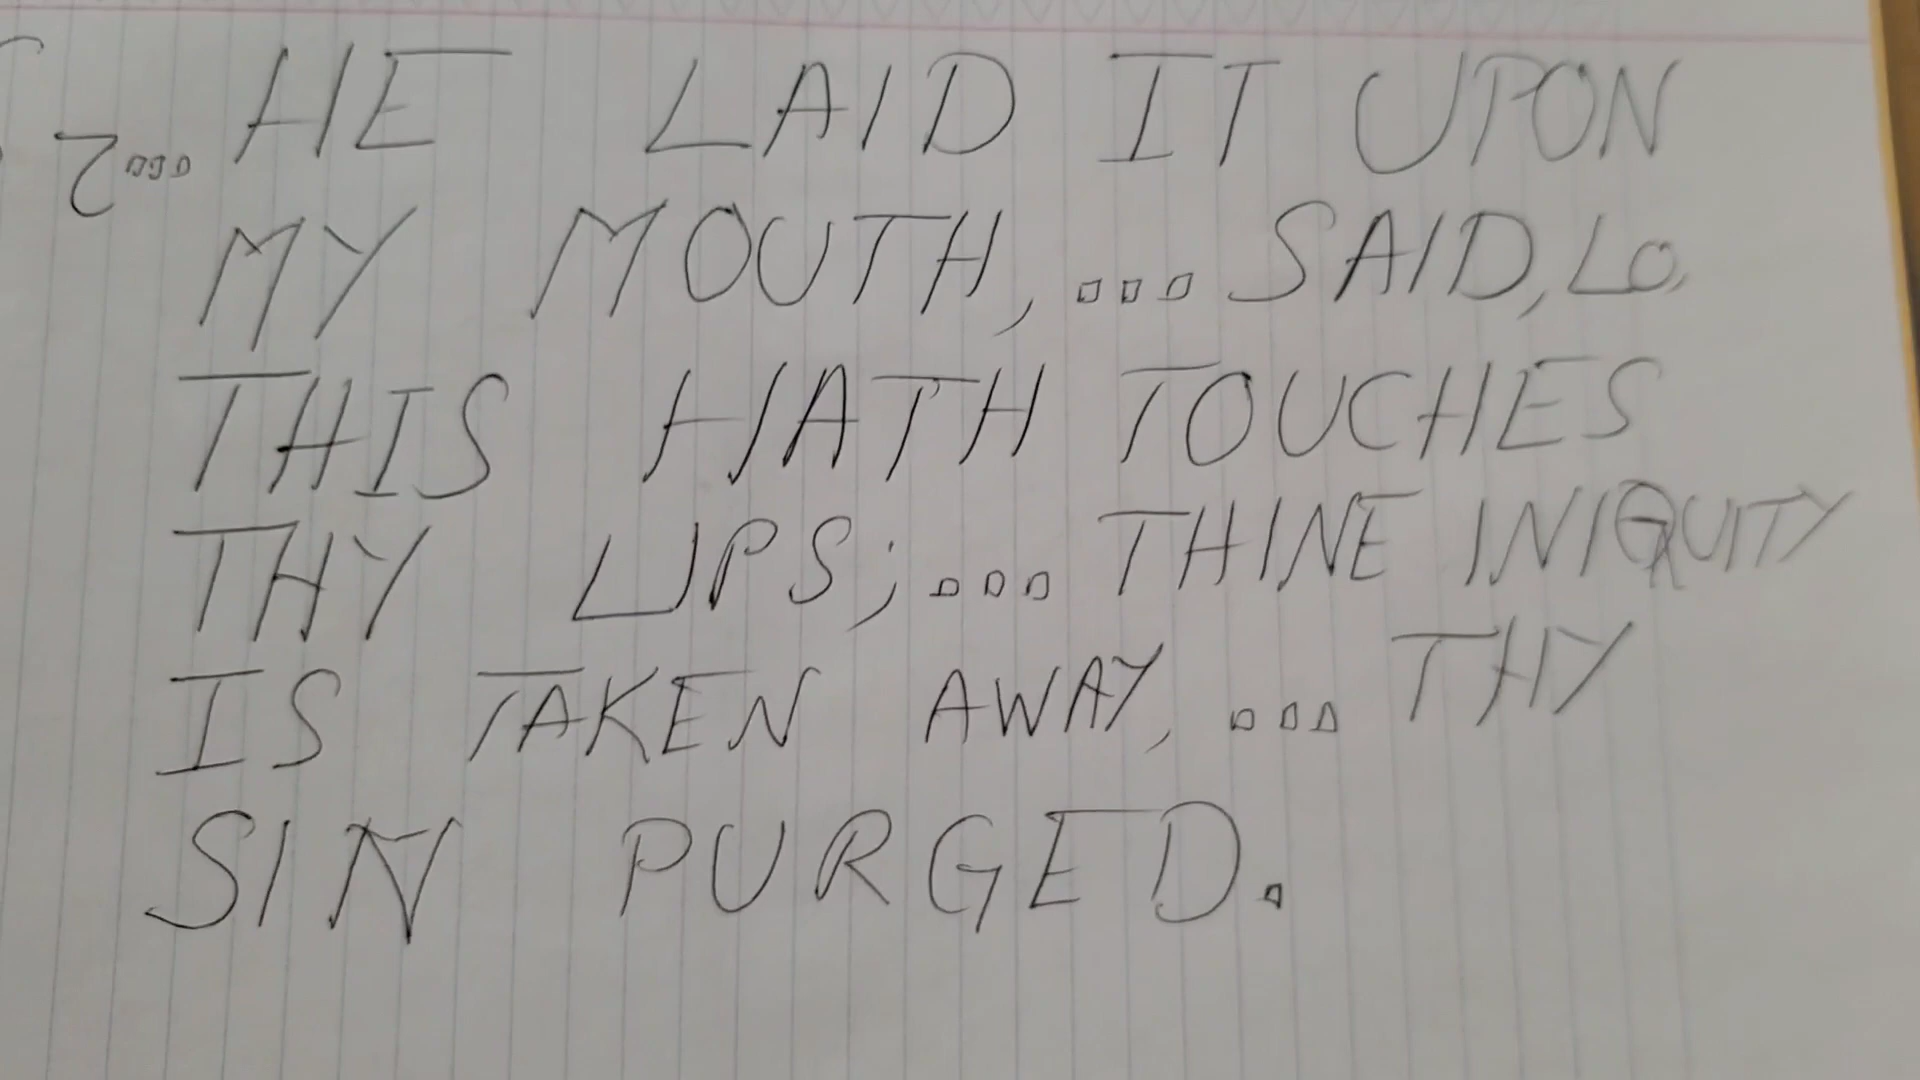 7... HE LAID IT UPON
MY MOUTH, ... SAID, LO,
THIS HATH TOUCHES
THY LIPS; ... THINE INIQUITY
IS TAKEN AWAY, ... THY
SIN PURGED.